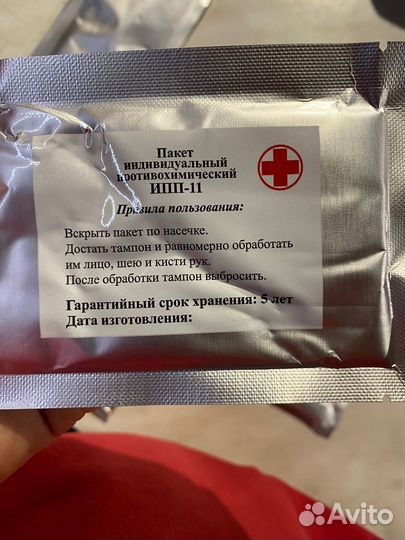 Пакет
индивидуальный
противохимический
ИПП-11
Правила пользования:
Вскрыть пакет по насечке.
Достать тампон и равномерно обработать
им лицо, шею и кисти рук.
После обработки тампон выбросить.
Гарантийный срок хранения: 5 лет
Дата изготовления:
Avito